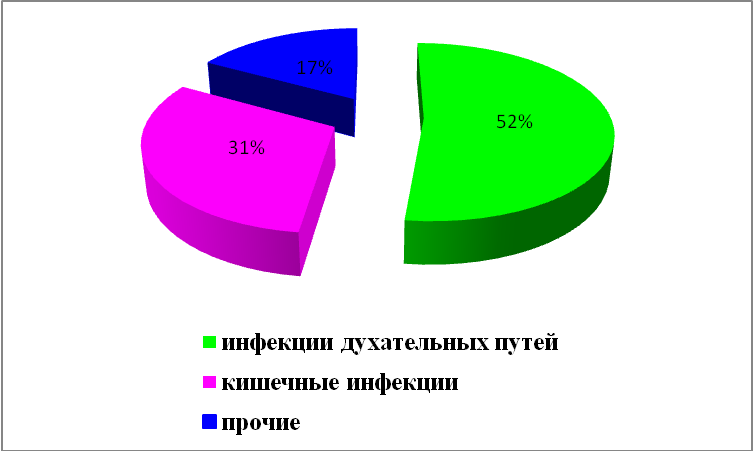 17%
52%
31%
инфекции духательных путей
кишечные инфекции
прочие